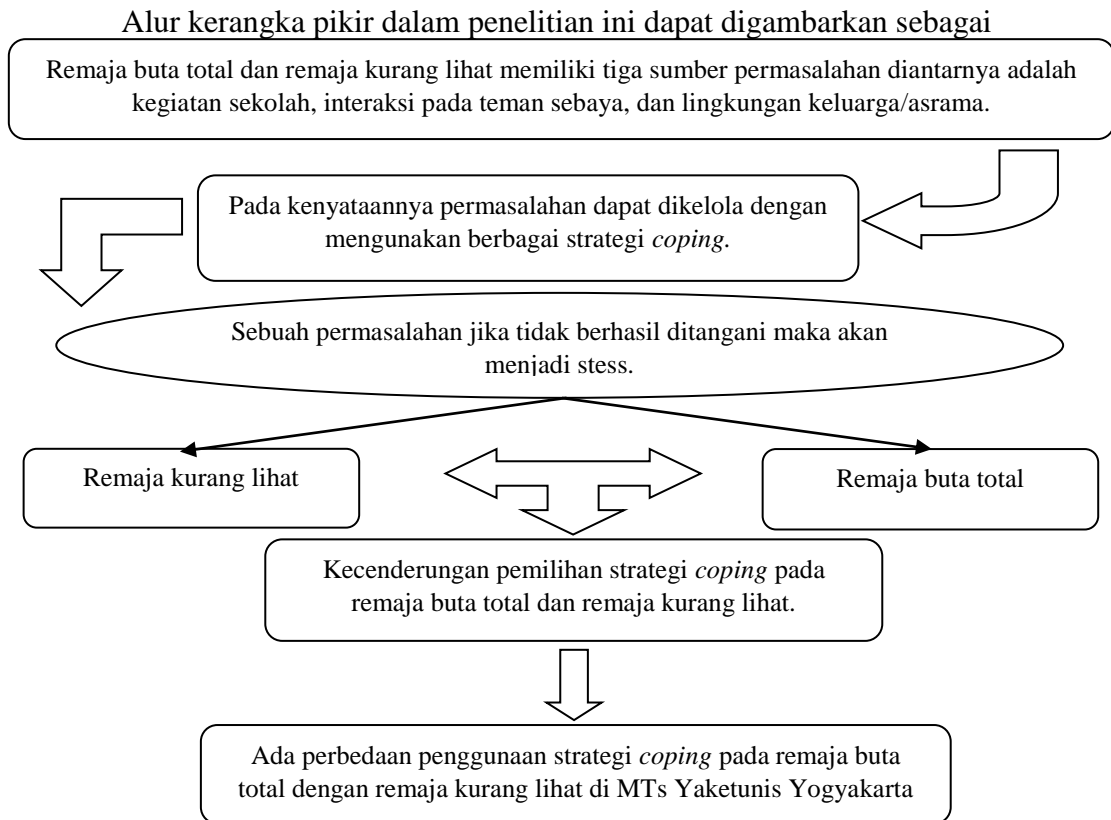 Alur kerangka pikir dalam penelitian ini dapat digambarkan sebagai
Remaja buta total dan remaja kurang lihat memiliki tiga sumber permasalahan diantarnya adalah
kegiatan sekolah, interaksi pada teman sebaya, dan lingkungan keluarga/asrama.
Pada kenyataannya permasalahan dapat dikelola dengan
mengunakan berbagai strategi coping.
Sebuah permasalahan jika tidak berhasil ditangani maka akan
menjadi stess.
Remaja kurang lihat
Remaja buta total
Kecenderungan pemilihan strategi coping pada
remaja buta total dan remaja kurang lihat.
Ada perbedaan penggunaan strategi coping pada remaja buta
total dengan remaja kurang lihat di MTs Yaketunis Yogyakarta